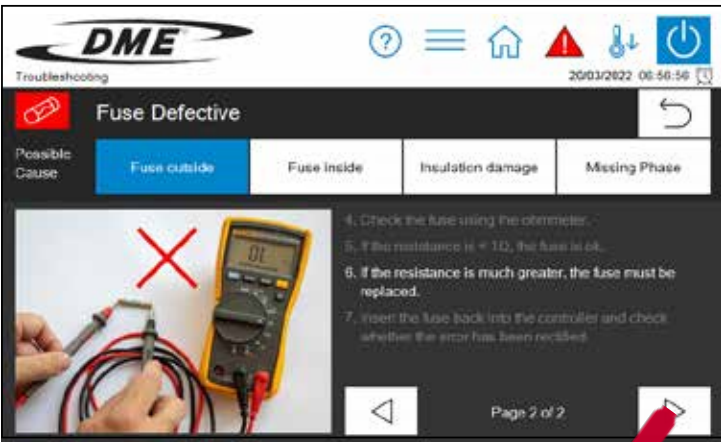 DME
Troubleshooting
20/03/2022 06:56:56
Fuse Defective
Possible
Cause
Fuse outside
Fuse inside
Insulation damage
Missing Phase
4. Check the fuse using the ohmmeter.
5. If the resistance is < 1Ω, the fuse is ok.
6. If the resistance is much greater, the fuse must be
replaced.
7. Insert the fuse back into the controller and check
whether the error has been rectified.
Page 2 of 2